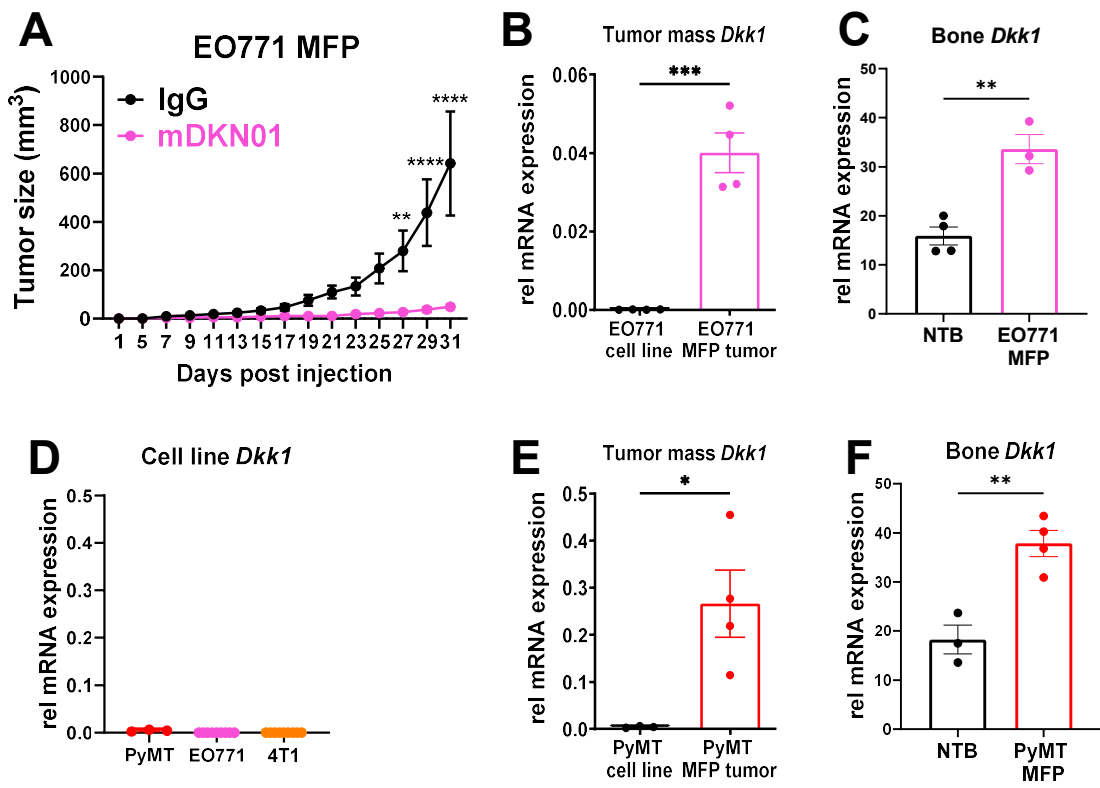 A
EO771 MFP
Tumor size (mm3)
1000
800
600
400
200
0
IgG
mDKN01
**
****
****
1 5 7 9 11 13 15 17 19 21 23 25 27 29 31
Days post injection
B
Tumor mass Dkk1
***
rel mRNA expression
0.06
0.04
0.02
0.00
EO771 EO771
cell line MFP tumor
C
Bone Dkk1
**
rel mRNA expression
50
40
30
20
10
0
NTB EO771
MFP
D
Cell line Dkk1
rel mRNA expression
0.5
0.4
0.3
0.2
0.1
0.0
PyMT EO771 4T1
E
Tumor mass Dkk1
*
rel mRNA expression
0.5
0.4
0.3
0.2
0.1
0.0
PyMT PyMT
cell line MFP tumor
F
Bone Dkk1
**
rel mRNA expression
50
40
30
20
10
0
NTB PyMT
MFP